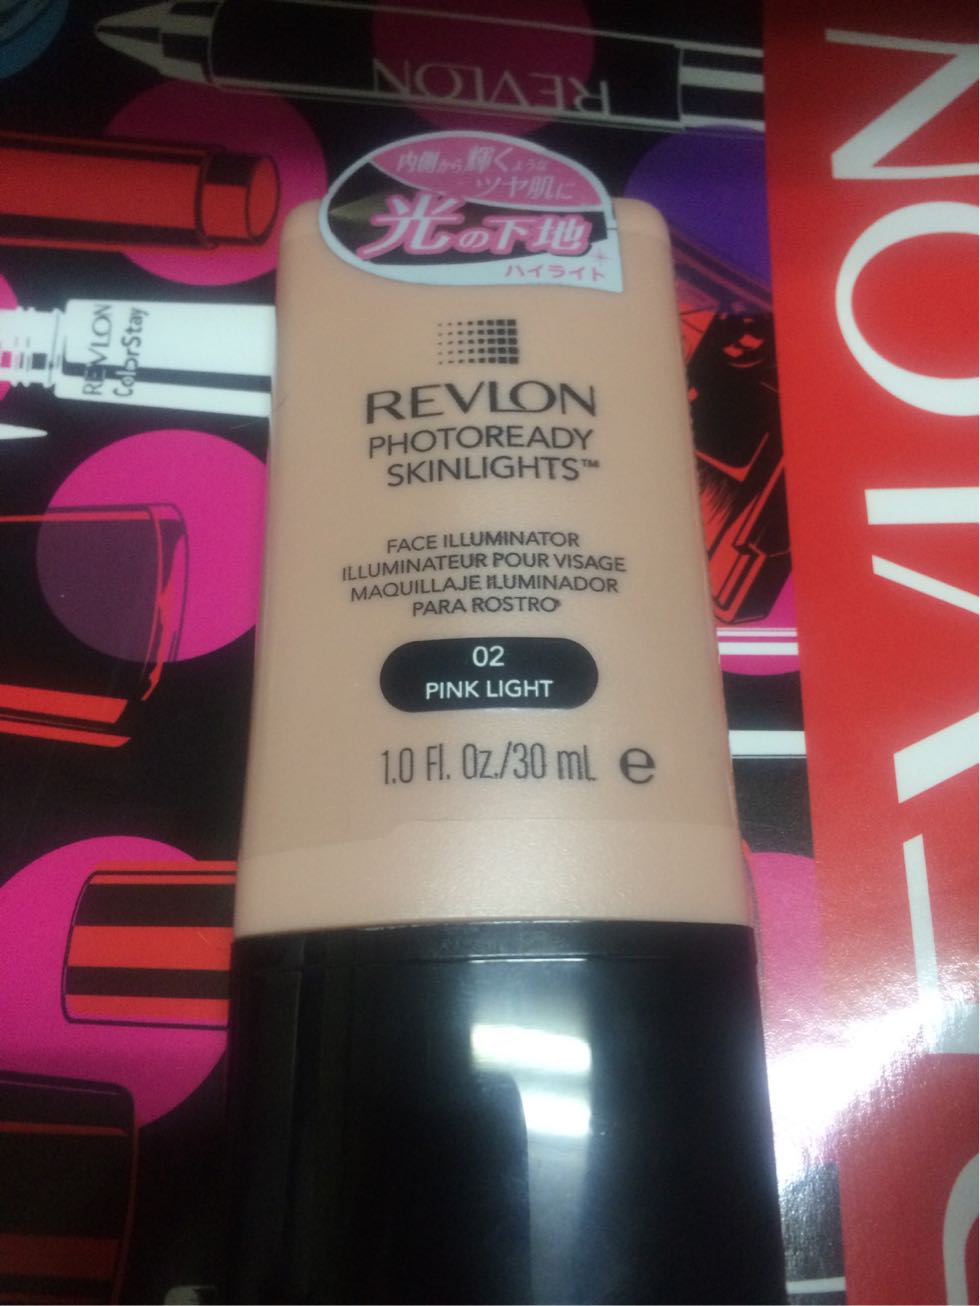 REVLON
内側から輝くような
ツヤ肌に
光の下地
ハイライト
REVLON
ColorStay
REVLON
PHOTOREADY
SKINLIGHTS™
FACE ILLUMINATOR
ILLUMINATEUR POUR VISAGE
MAQUILLAJE ILUMINADOR
PARA ROSTRO
02
PINK LIGHT
1.0 Fl. Oz./30 mL ℮
REVLON